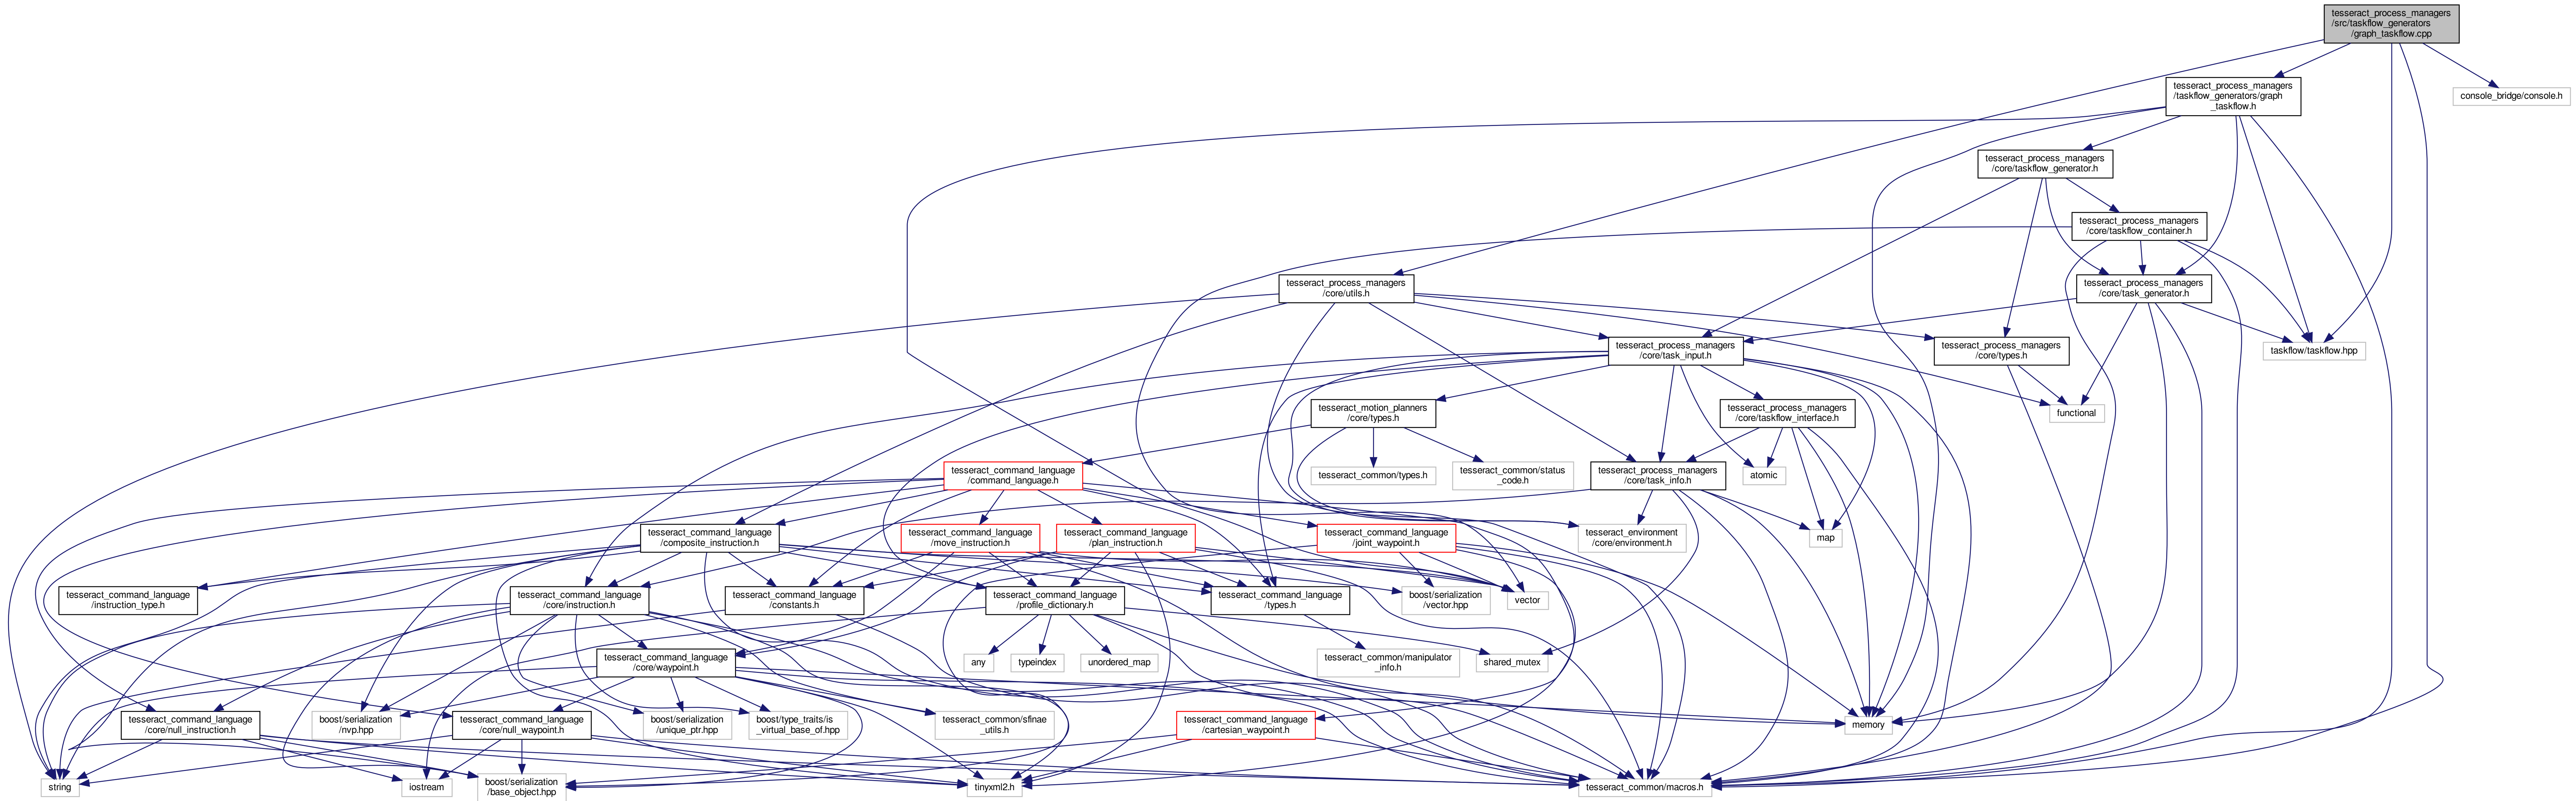 tesseract_process_managers
/src/taskflow_generators
/graph_taskflow.cpp
tesseract_process_managers
/taskflow_generators/graph
_taskflow.h
console_bridge/console.h
tesseract_process_managers
/core/taskflow_generator.h
tesseract_process_managers
/core/taskflow_container.h
tesseract_process_managers
/core/utils.h
tesseract_process_managers
/core/task_generator.h
tesseract_process_managers
/core/task_input.h
tesseract_process_managers
/core/types.h
taskflow/taskflow.hpp
tesseract_motion_planners
/core/types.h
tesseract_process_managers
/core/taskflow_interface.h
functional
tesseract_command_language
/command_language.h
tesseract_common/types.h
tesseract_common/status
_code.h
tesseract_process_managers
/core/task_info.h
atomic
tesseract_command_language
/composite_instruction.h
tesseract_command_language
/move_instruction.h
tesseract_command_language
/plan_instruction.h
tesseract_command_language
/joint_waypoint.h
tesseract_environment
/core/environment.h
map
tesseract_command_language
/instruction_type.h
tesseract_command_language
/core/instruction.h
tesseract_command_language
/constants.h
tesseract_command_language
/profile_dictionary.h
tesseract_command_language
/types.h
boost/serialization
/vector.hpp
vector
tesseract_command_language
/core/waypoint.h
any
typeindex
unordered_map
tesseract_common/manipulator
_info.h
shared_mutex
tesseract_command_language
/core/null_instruction.h
boost/serialization
/nvp.hpp
tesseract_command_language
/core/null_waypoint.h
boost/serialization
/unique_ptr.hpp
boost/type_traits/is
_virtual_base_of.hpp
tesseract_common/sfinae
_utils.h
tesseract_command_language
/cartesian_waypoint.h
memory
string
iostream
boost/serialization
/base_object.hpp
tinyxml2.h
tesseract_common/macros.h